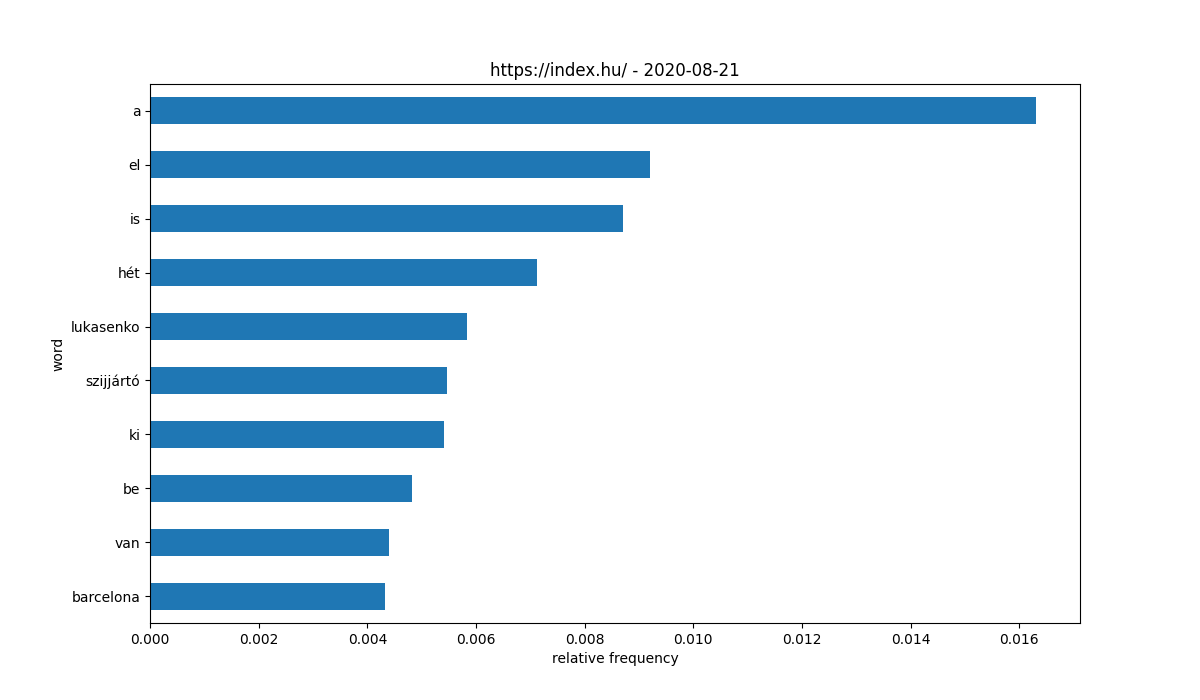 https://index.hu/ - 2020-08-21
a
el
is
hét
lukasenko
szijjártó
ki
be
van
barcelona
word
0.000 0.002 0.004 0.006 0.008 0.010 0.012 0.014 0.016
relative frequency